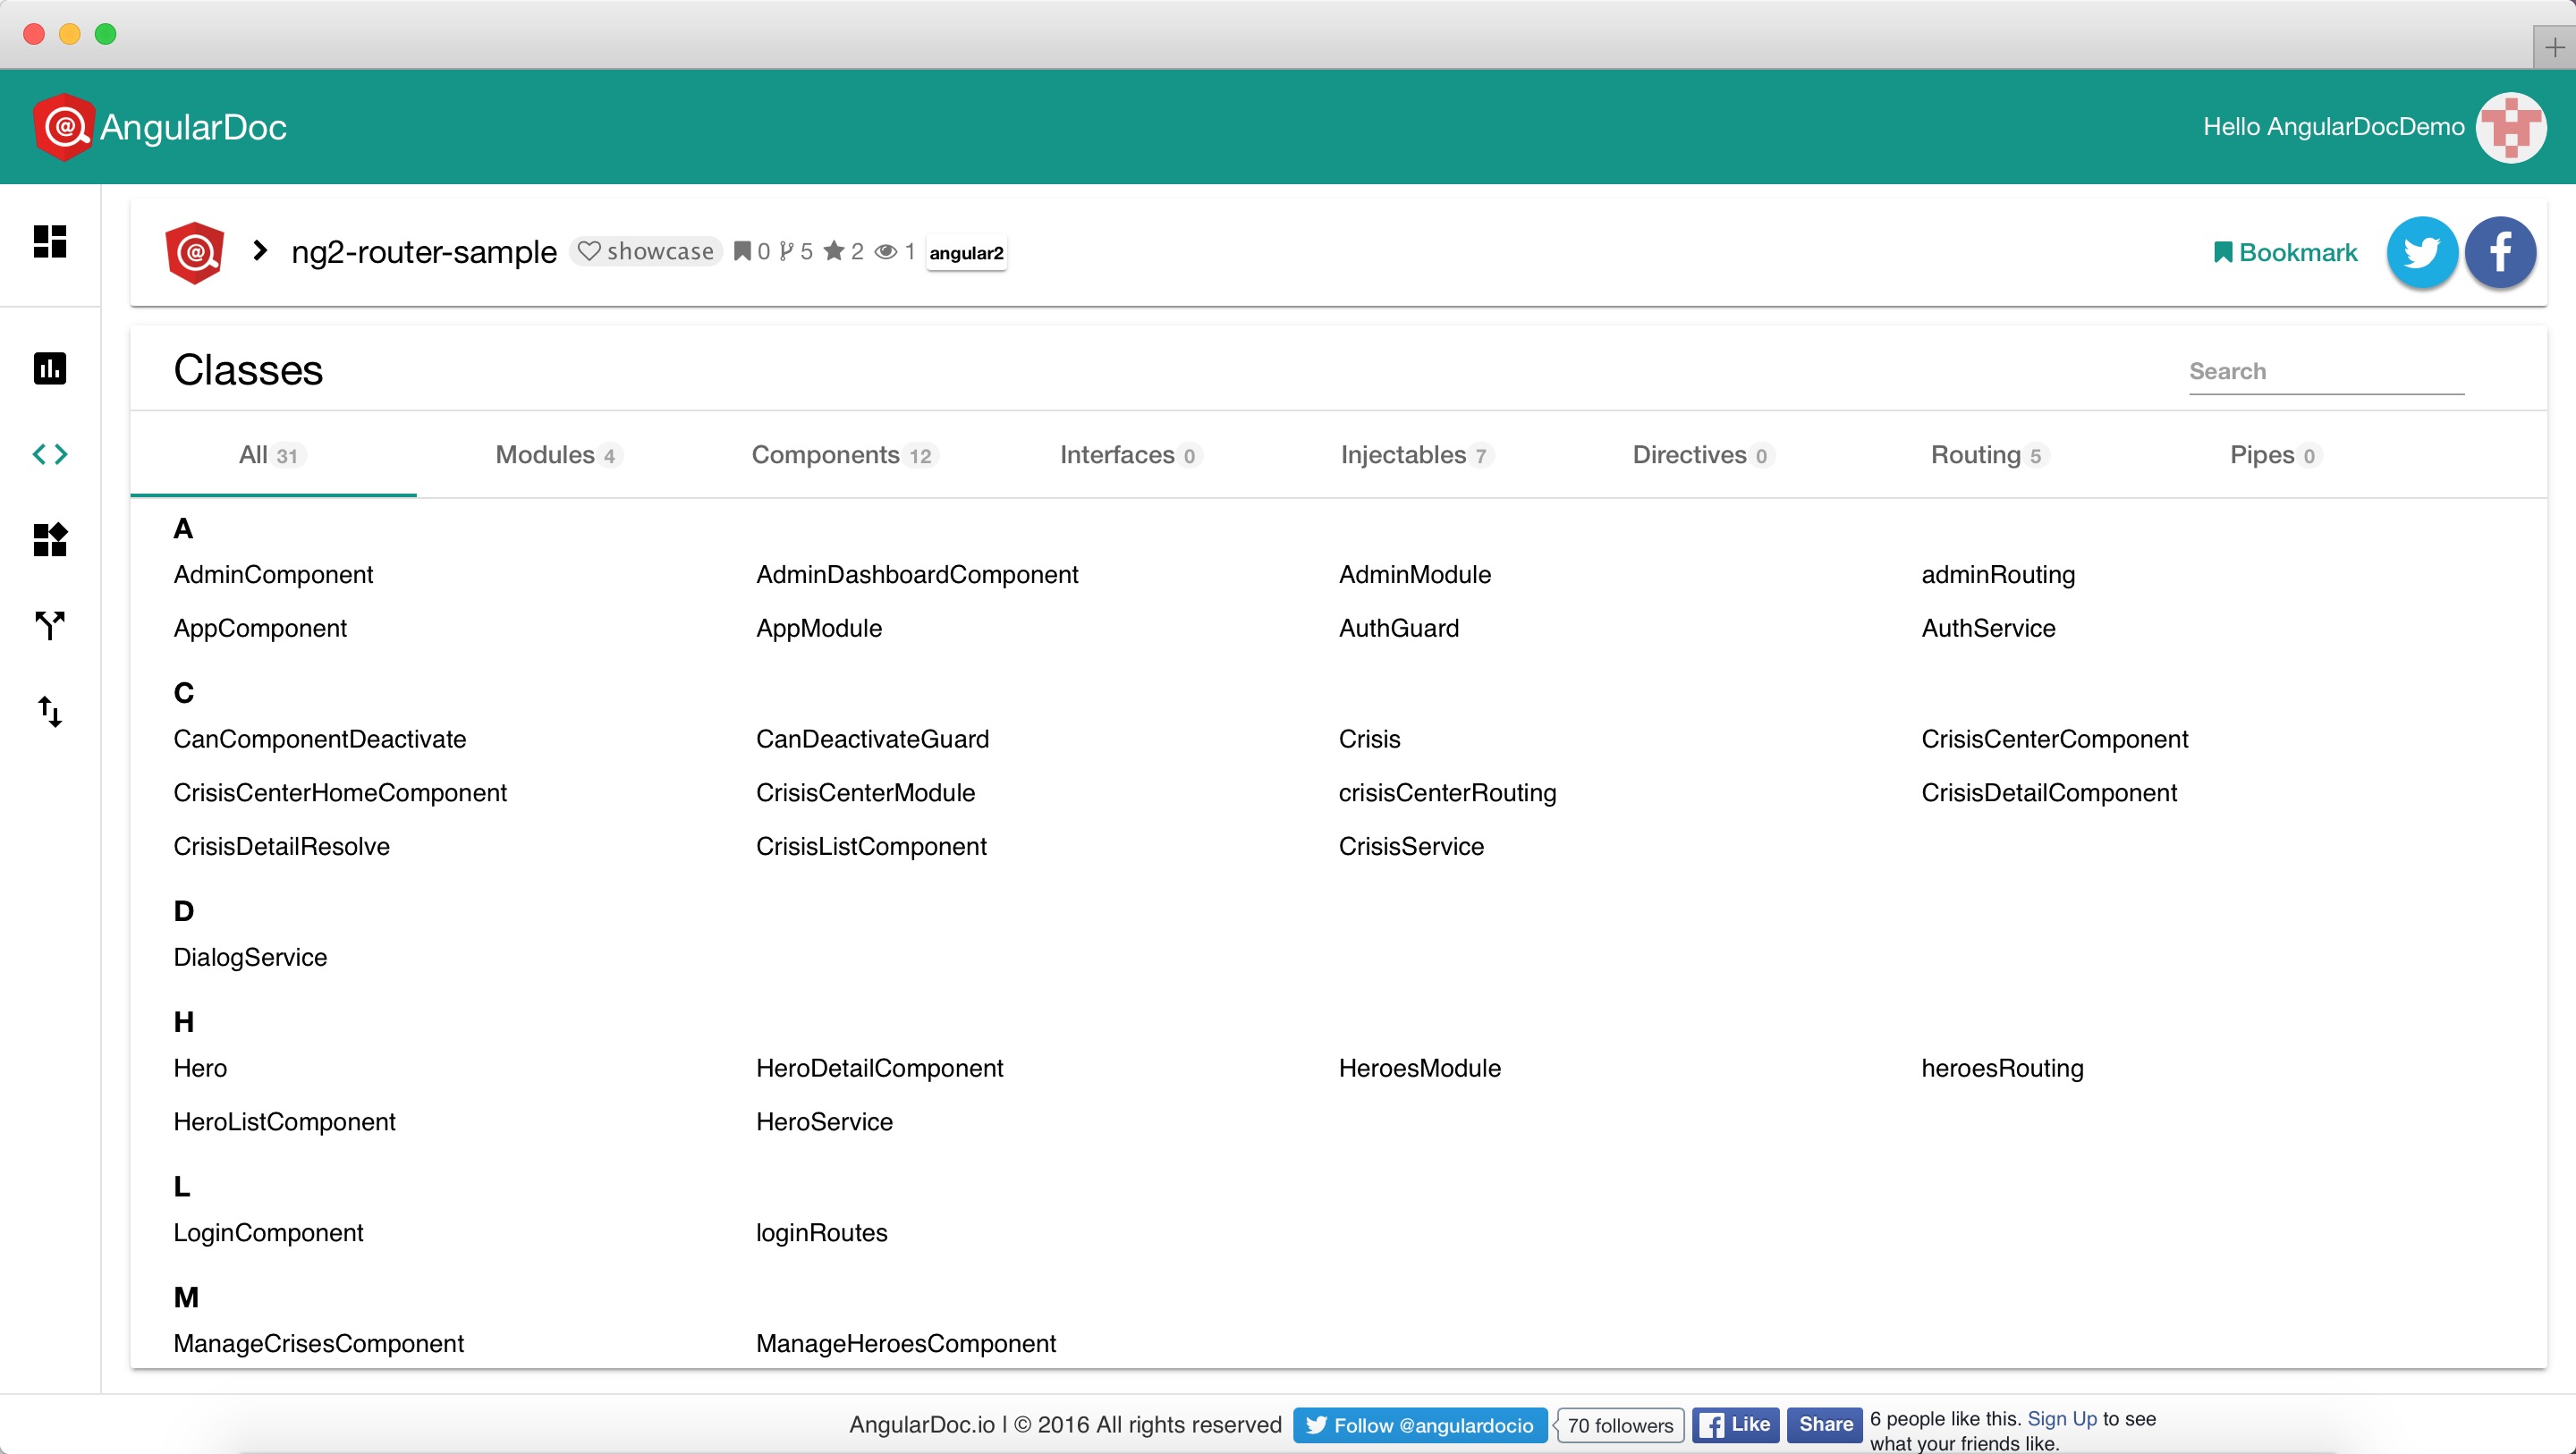 AngularDoc
Hello AngularDocDemo
ng2-router-sample showcase 0 5 2 1 angular2
Bookmark
Classes
Search
All 31 Modules 4 Components 12 Interfaces 0 Injectables 7 Directives 0 Routing 5 Pipes 0
A
AdminComponent AdminDashboardComponent AdminModule adminRouting
AppComponent AppModule AuthGuard AuthService
C
CanComponentDeactivate CanDeactivateGuard Crisis CrisisCenterComponent
CrisisCenterHomeComponent CrisisCenterModule crisisCenterRouting CrisisDetailComponent
CrisisDetailResolve CrisisListComponent CrisisService
D
DialogService
H
Hero HeroDetailComponent HeroesModule heroesRouting
HeroListComponent HeroService
L
LoginComponent loginRoutes
M
ManageCrisesComponent ManageHeroesComponent
AngularDoc.io | © 2016 All rights reserved Follow @angulardocio 70 followers Like Share 6 people like this. Sign Up to see
what your friends like.